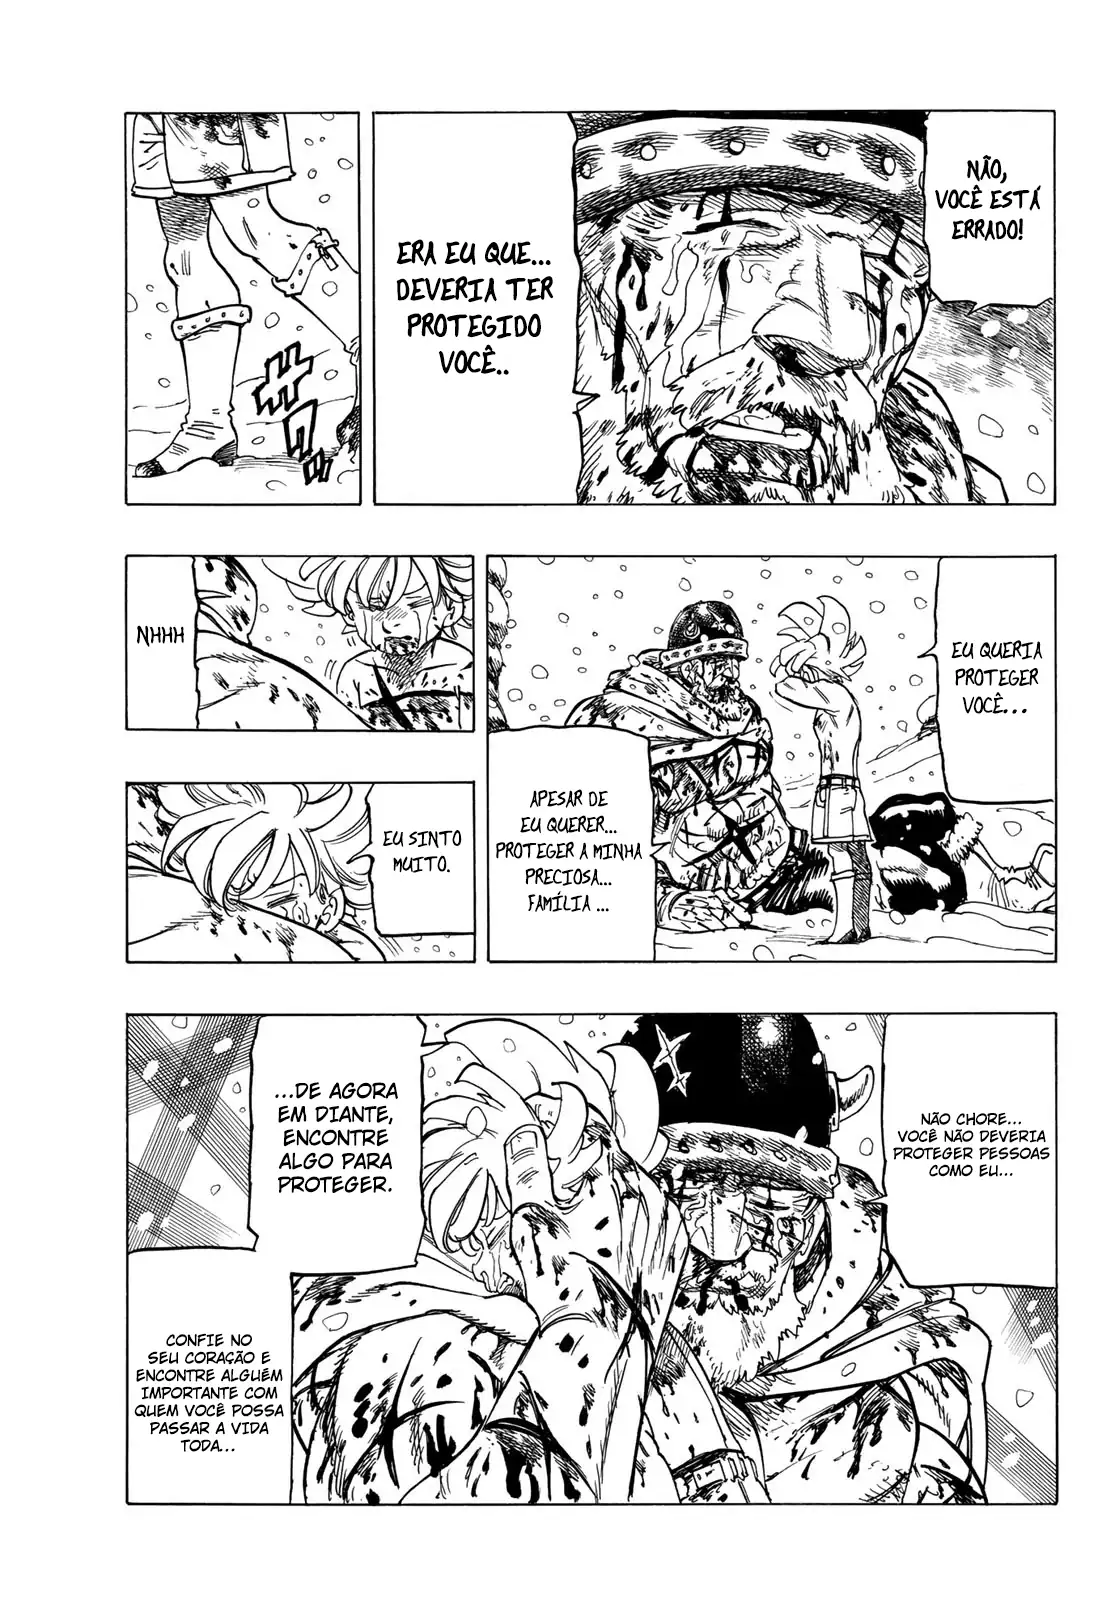 NÃO,
VOCÊ ESTÁ
ERRADO!
ERA EU QUE...
DEVERIA TER
PROTEGIDO
VOCÊ..
EU QUERIA
PROTEGER
VOCÊ...
APESAR DE
EU QUERER...
PROTEGER A MINHA
PRECIOSA...
FAMÍLIA ...
NHHH
EU SINTO
MUITO.
NÃO CHORE...
VOCÊ NÃO DEVERIA
PROTEGER PESSOAS
COMO EU...
...DE AGORA
EM DIANTE,
ENCONTRE
ALGO PARA
PROTEGER.
CONFIE NO
SEU CORAÇÃO E
ENCONTRE ALGUÉM
IMPORTANTE COM
QUEM VOCÊ POSSA
PASSAR A VIDA
TODA...